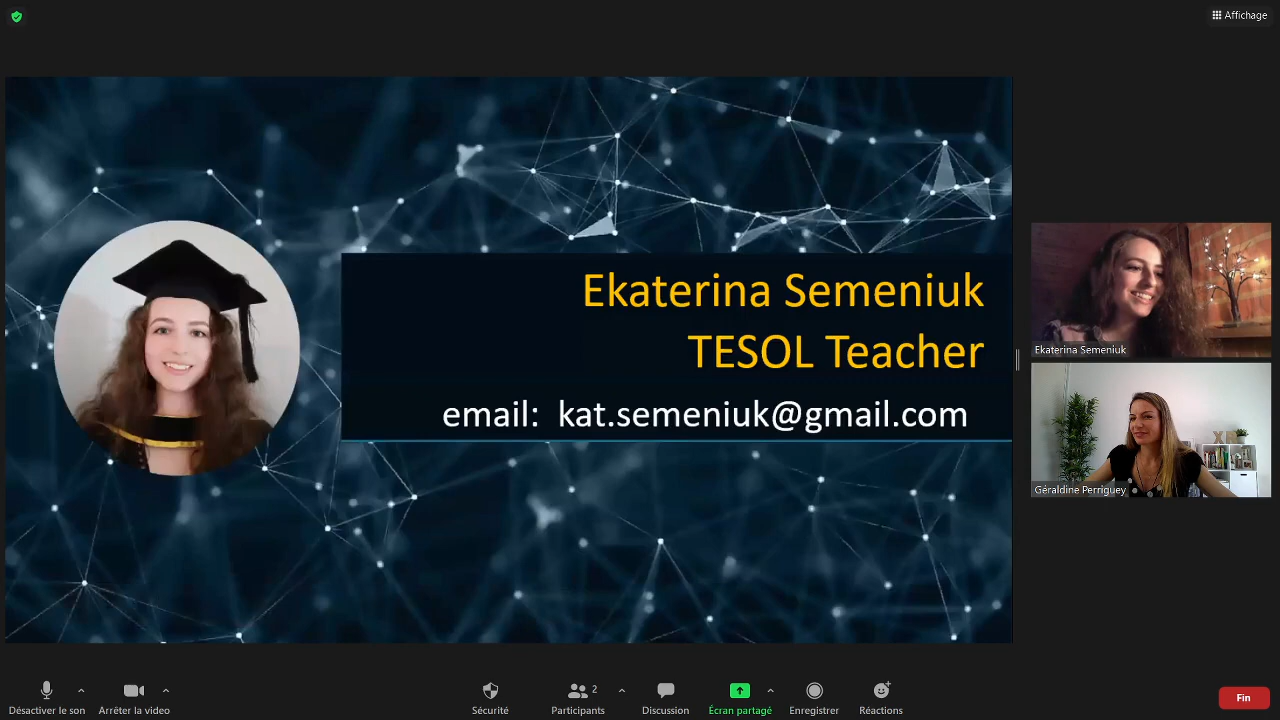 Affichage
Ekaterina Semeniuk
TESOL Teacher
email: kat.semeniuk@gmail.com
Ekaterina Semeniuk
Géraldine Perriguey
Désactiver le son
Arrêter la video
Sécurité
2
Participants
Discussion
Écran partagé
Enregistrer
Réactions
Fin